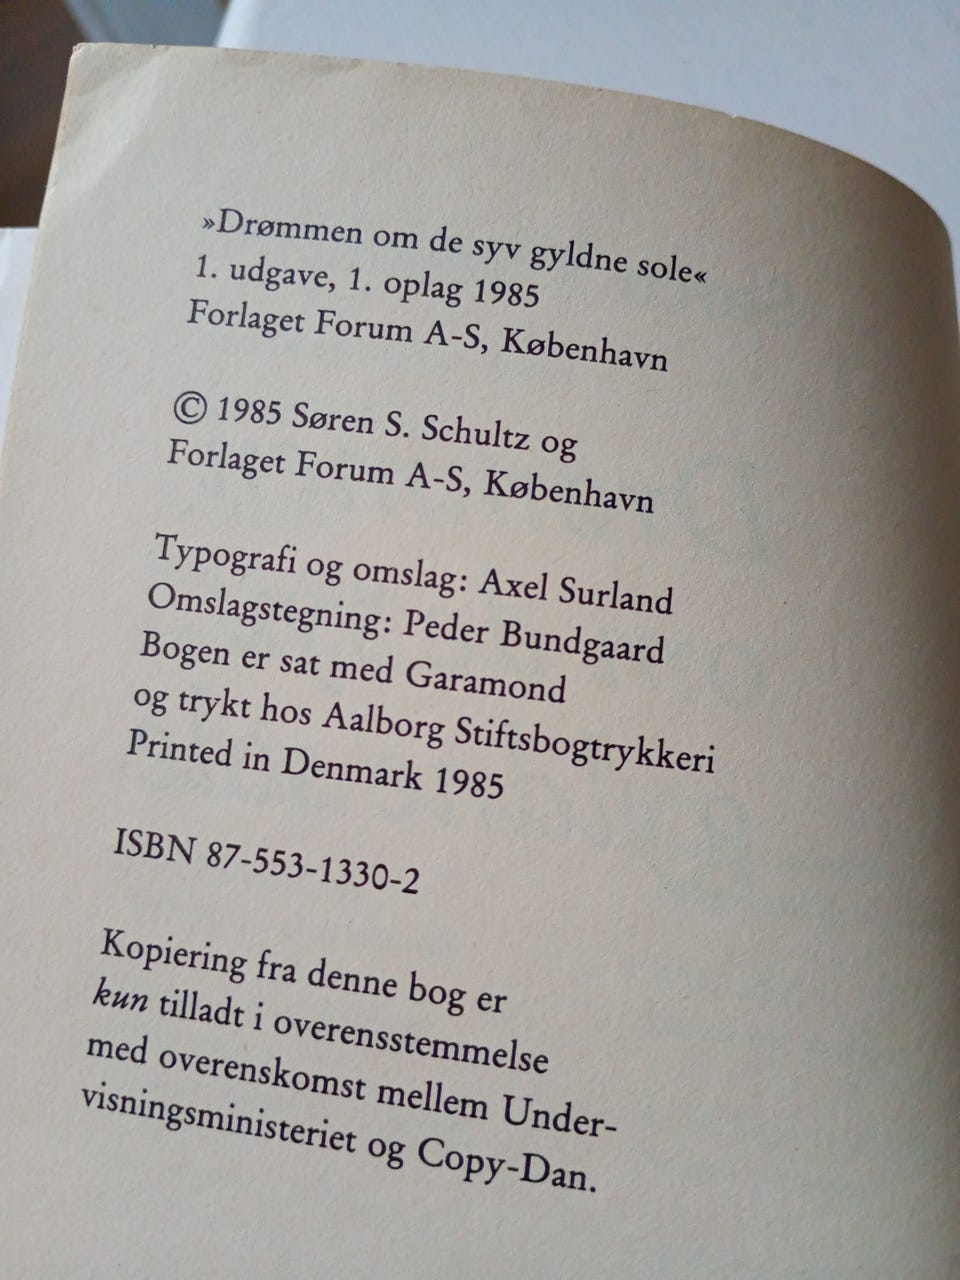 »Drømmen om de syv gyldne sole«
1. udgave, 1. oplag 1985
Forlaget Forum A-S, København
© 1985 Søren S. Schultz og
Forlaget Forum A-S, København
Typografi og omslag: Axel Surland
Omslagstegning: Peder Bundgaard
Bogen er sat med Garamond
og trykt hos Aalborg Stiftsbogtrykkeri
Printed in Denmark 1985
ISBN 87-553-1330-2
Kopiering fra denne bog er
kun tilladt i overensstemmelse
med overenskomst mellem Under-
visningsministeriet og Copy-Dan.